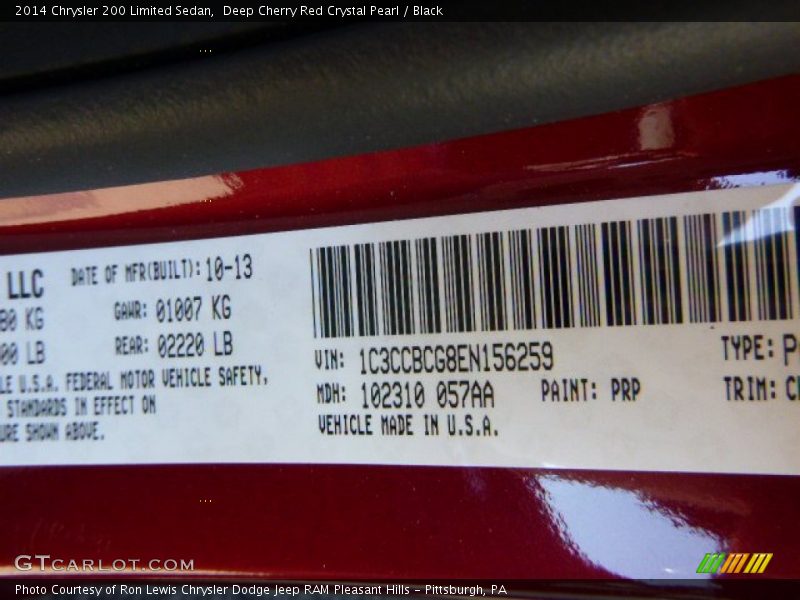 2014 Chrysler 200 Limited Sedan,  Deep Cherry Red Crystal Pearl / Black
LLC
DATE OF MFR(BUILT): 10-13
KG
GAWR: 01007 KG
LB
REAR: 02220 LB
U.S.A. FEDERAL MOTOR VEHICLE SAFETY,
STANDARDS IN EFFECT ON
SHOWN ABOVE.
VIN: 1C3CCBCG8EN156259
TYPE:
MDH: 102310 057AA
PAINT: PRP
TRIM:
VEHICLE MADE IN U.S.A.
GTCARLOT.COM
Photo Courtesy of Ron Lewis Chrysler Dodge Jeep RAM Pleasant Hills - Pittsburgh, PA